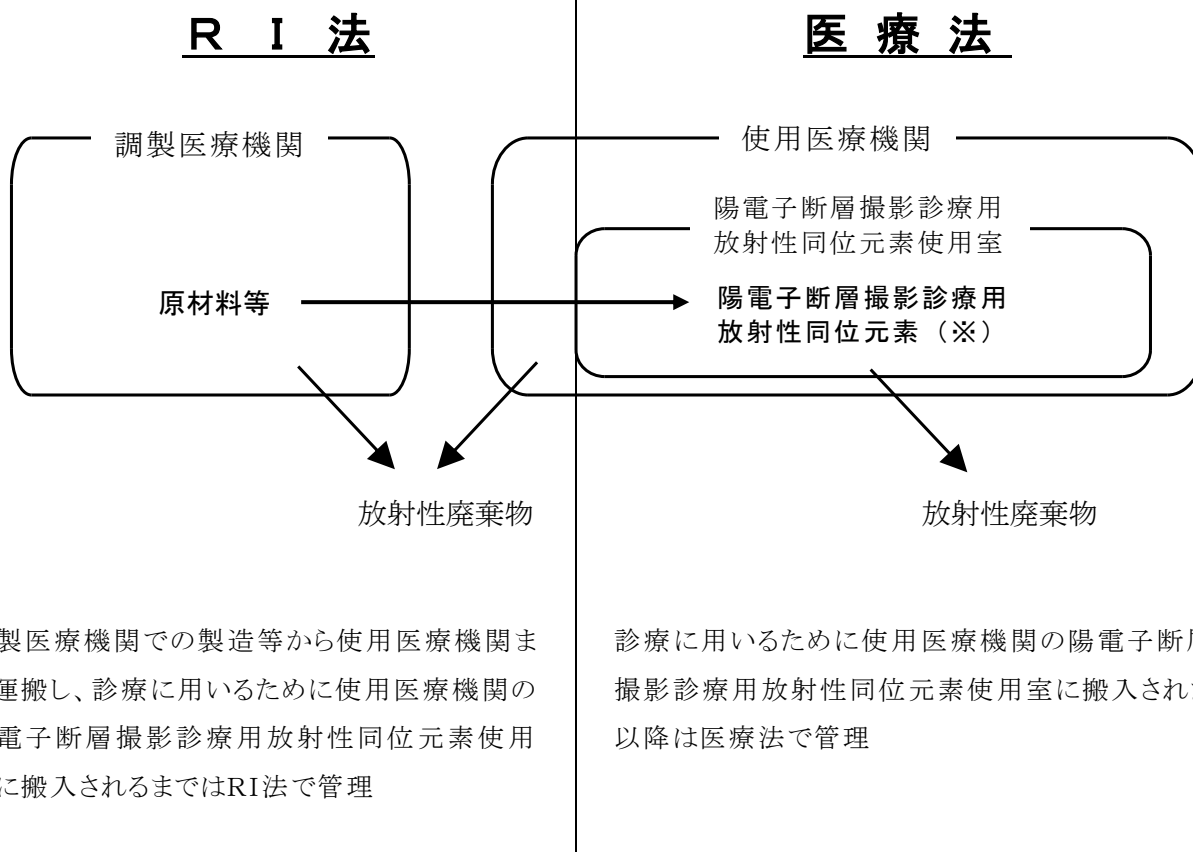 RI法
医療法
調製医療機関
使用医療機関
陽電子断層撮影診療用
放射性同位元素使用室
原材料等
陽電子断層撮影診療用
放射性同位元素（※）
放射性廃棄物
放射性廃棄物
製医療機関での製造等から使用医療機関ま
運搬し、診療に用いるために使用医療機関の
電子断層撮影診療用放射性同位元素使用
に搬入されるまではRI法で管理
診療に用いるために使用医療機関の陽電子断
撮影診療用放射性同位元素使用室に搬入され
以降は医療法で管理